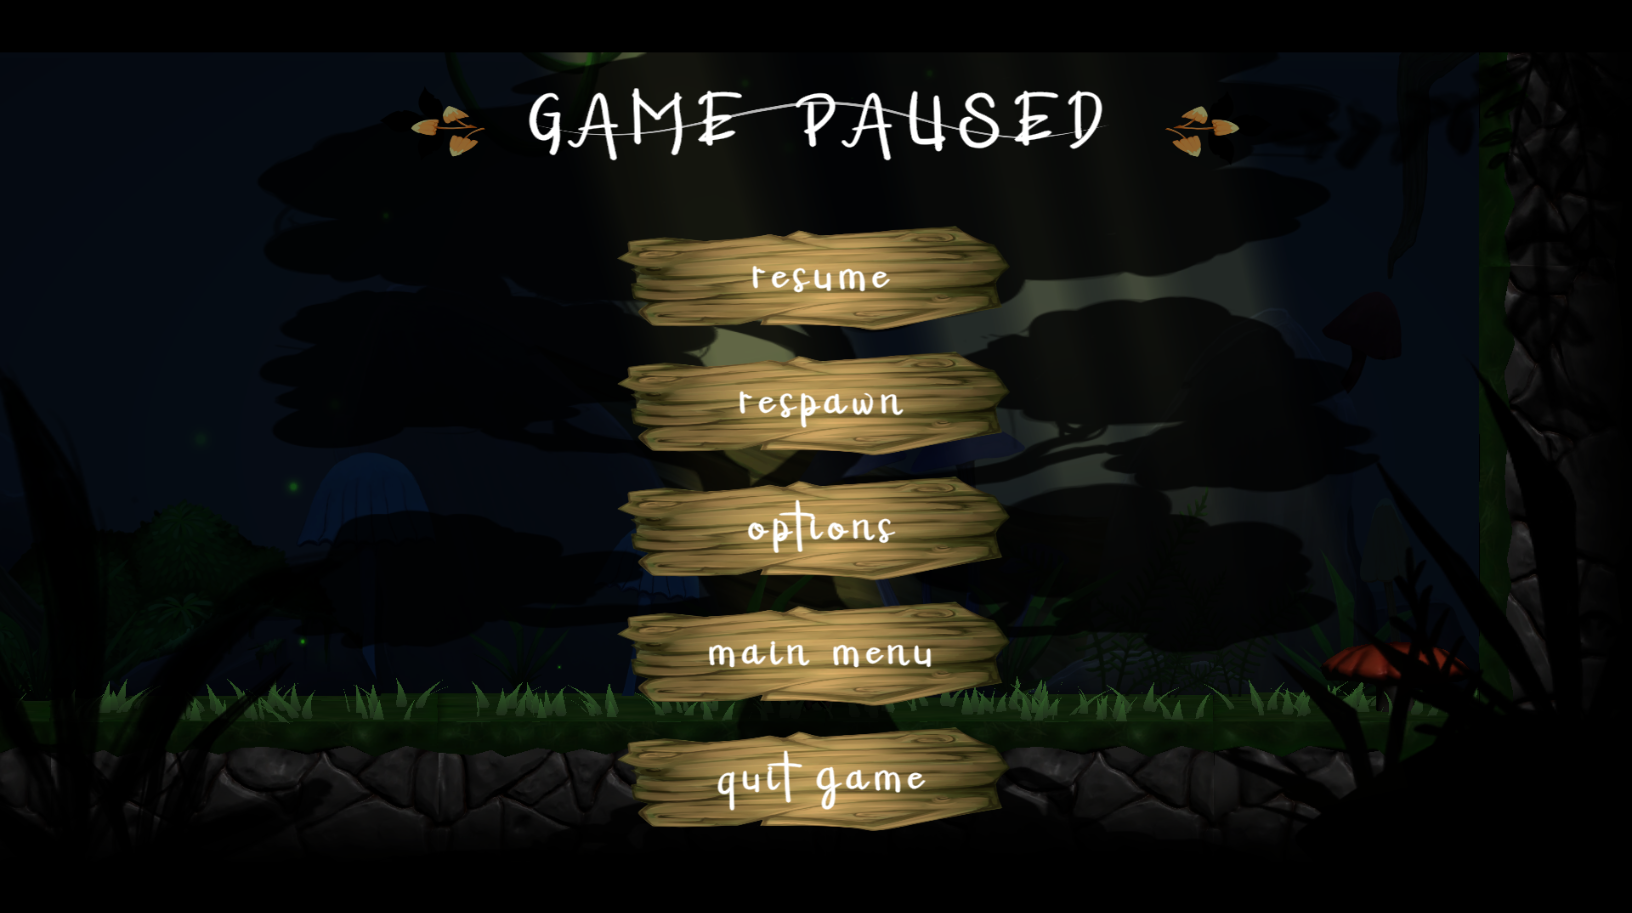 GAME PAUSED
resume
respawn
options
main menu
quit game